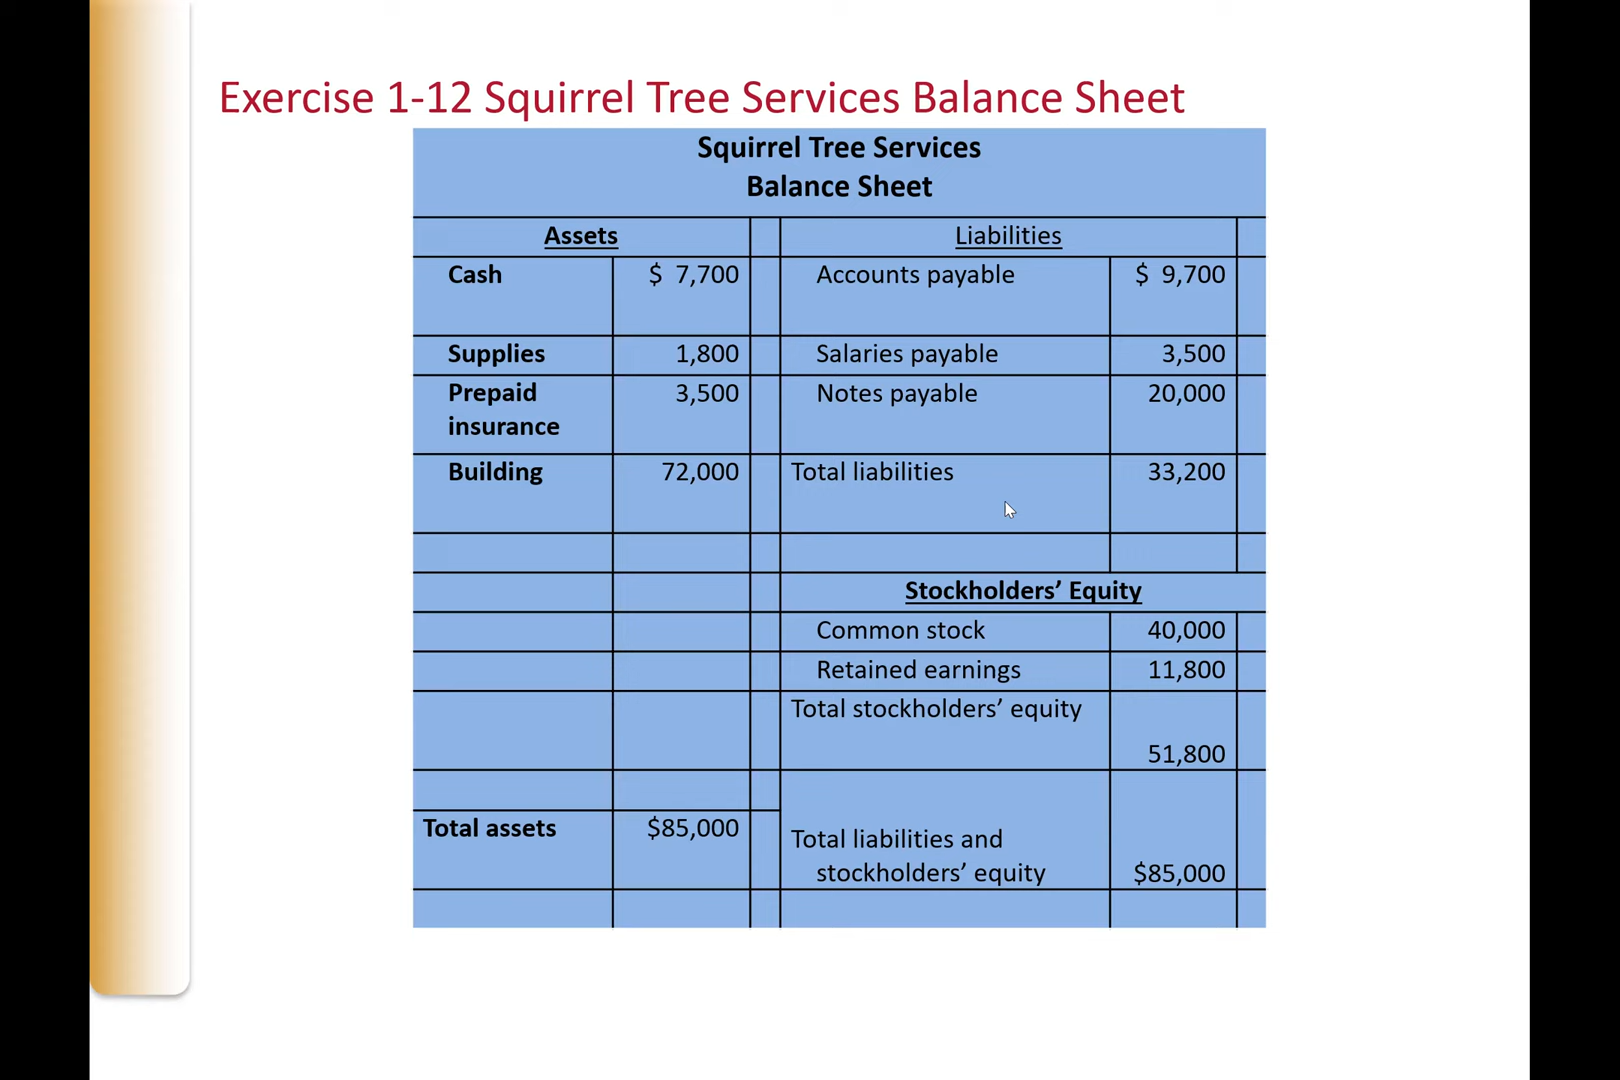 Exercise 1-12 Squirrel Tree Services Balance Sheet
Squirrel Tree Services
Balance Sheet
Assets Liabilities
Cash $ 7,700 Accounts payable $ 9,700
Supplies 1,800 Salaries payable 3,500
Prepaid 3,500 Notes payable 20,000
insurance
Building 72,000 Total liabilities 33,200
Stockholders’ Equity
Common stock 40,000
Retained earnings 11,800
Total stockholders’ equity
51,800
Total assets $85,000 Total liabilities and
stockholders’ equity $85,000